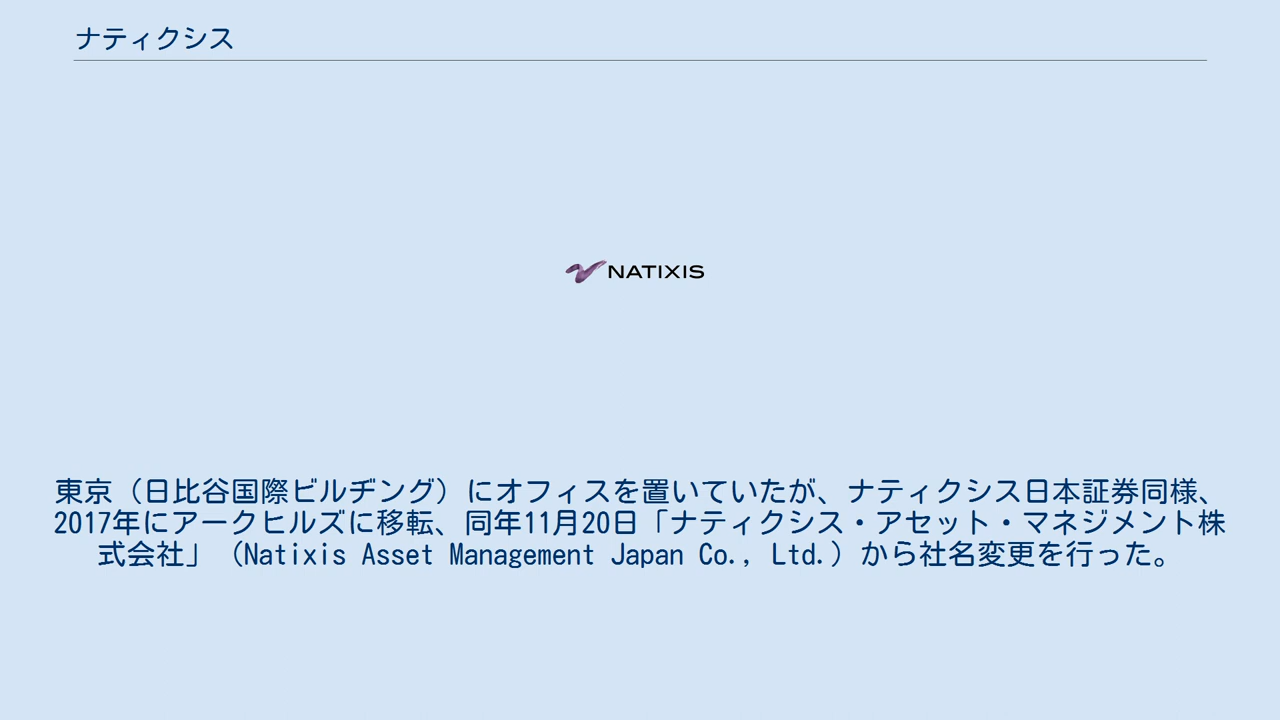 ナティクシス
NATIXIS
東京（日比谷国際ビルヂング）にオフィスを置いていたが、ナティクシス日本証券同様、
2017年にアークヒルズに移転、同年11月20日「ナティクシス・アセット・マネジメント株
式会社」（Natixis Asset Management Japan Co., Ltd.）から社名変更を行った。